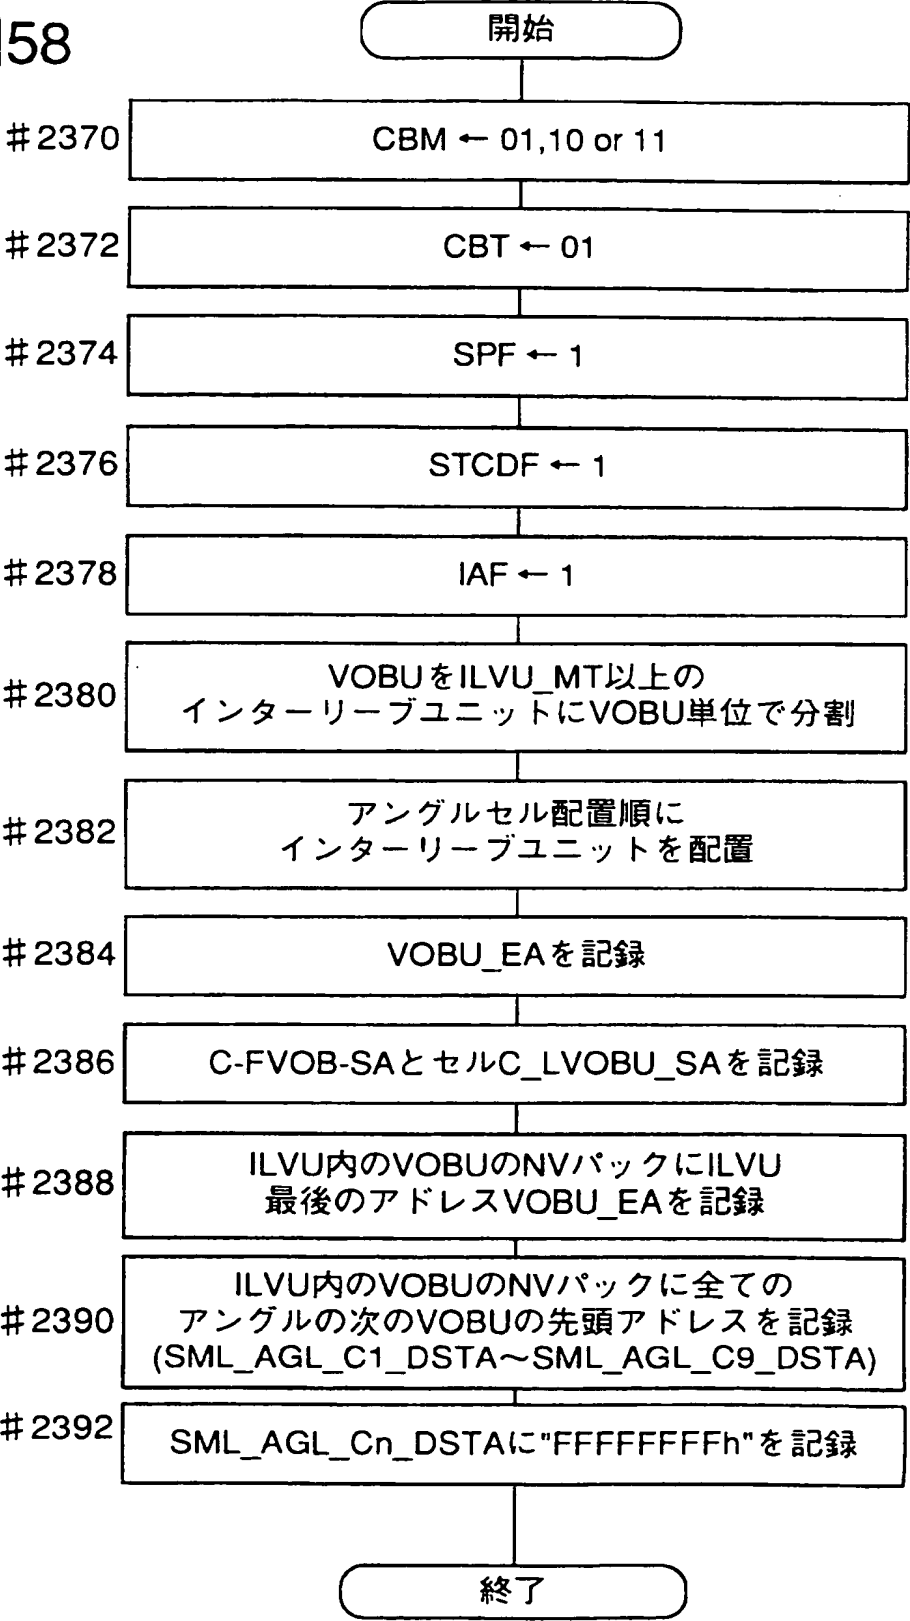 58
開始
#2370
CBM ← 01,10 or 11
#2372
CBT ← 01
#2374
SPF ← 1
#2376
STCDF ← 1
#2378
IAF ← 1
#2380
VOBUをILVU_MT以上の
インターリーブユニットにVOBU単位で分割
#2382
アングルセル配置順に
インターリーブユニットを配置
#2384
VOBU_EAを記録
#2386
C-FVOB-SAとセルC_LVOBU_SAを記録
#2388
ILVU内のVOBUのNVパックにILVU
最後のアドレスVOBU_EAを記録
#2390
ILVU内のVOBUのNVパックに全ての
アングルの次のVOBUの先頭アドレスを記録
(SML_AGL_C1_DSTA～SML_AGL_C9_DSTA)
#2392
SML_AGL_Cn_DSTAに"FFFFFFFFh"を記録
終了